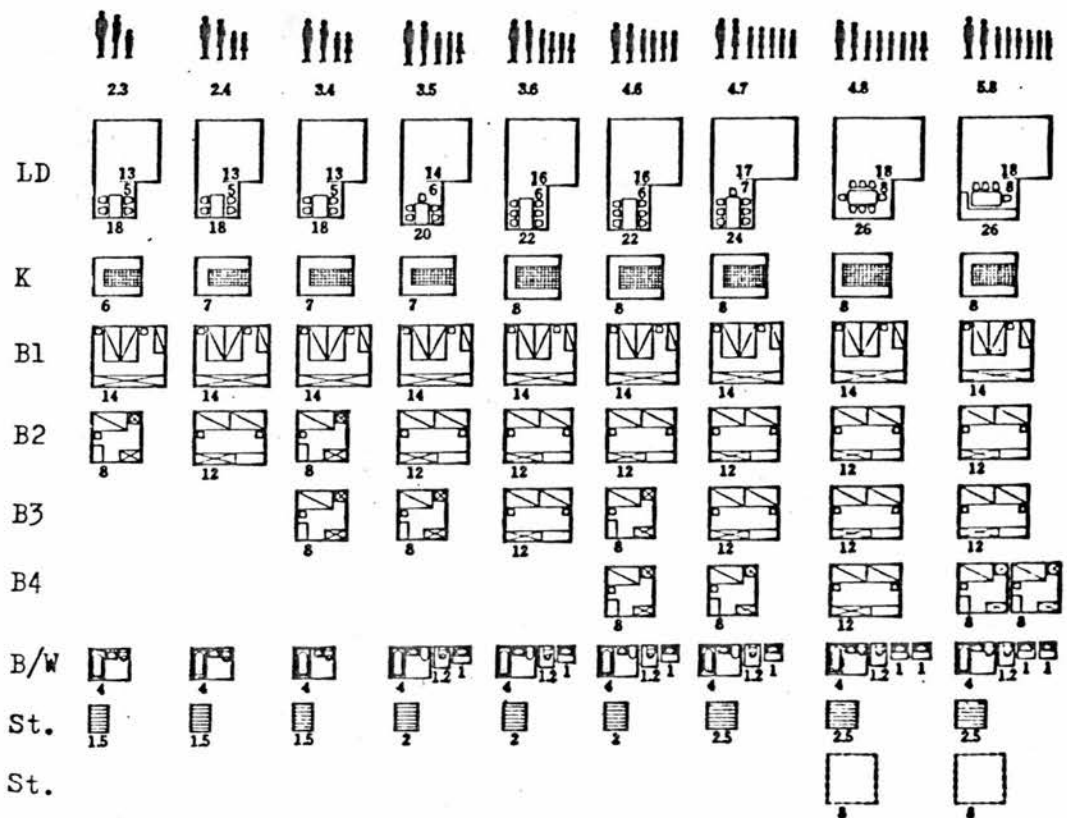 2.3 2.4 3.4 3.5 3.6 4.6 4.7 4.8 5.8
LD
13 13 13 14 16 16 17 18 18
5 5 5 6 6 6 7 8 8
18 18 18 20 22 22 24 26 26
K
6 7 7 7 8 8 8 8 8
B1
14 14 14 14 14 14 14 14 14
B2
8 12 8 12 12 12 12 12 12
B3
8 8 12 8 12 12 12
B4
8 8 12 8 8
B/W
4 4 4 4 1.2 1 4 1.2 1 4 1.2 1 4 1.2 1 4 1.2 1 1 4 1.2 1 1
St.
1.5 1.5 1.5 2 2 2 2.5 2.5 2.5
St.
8 8